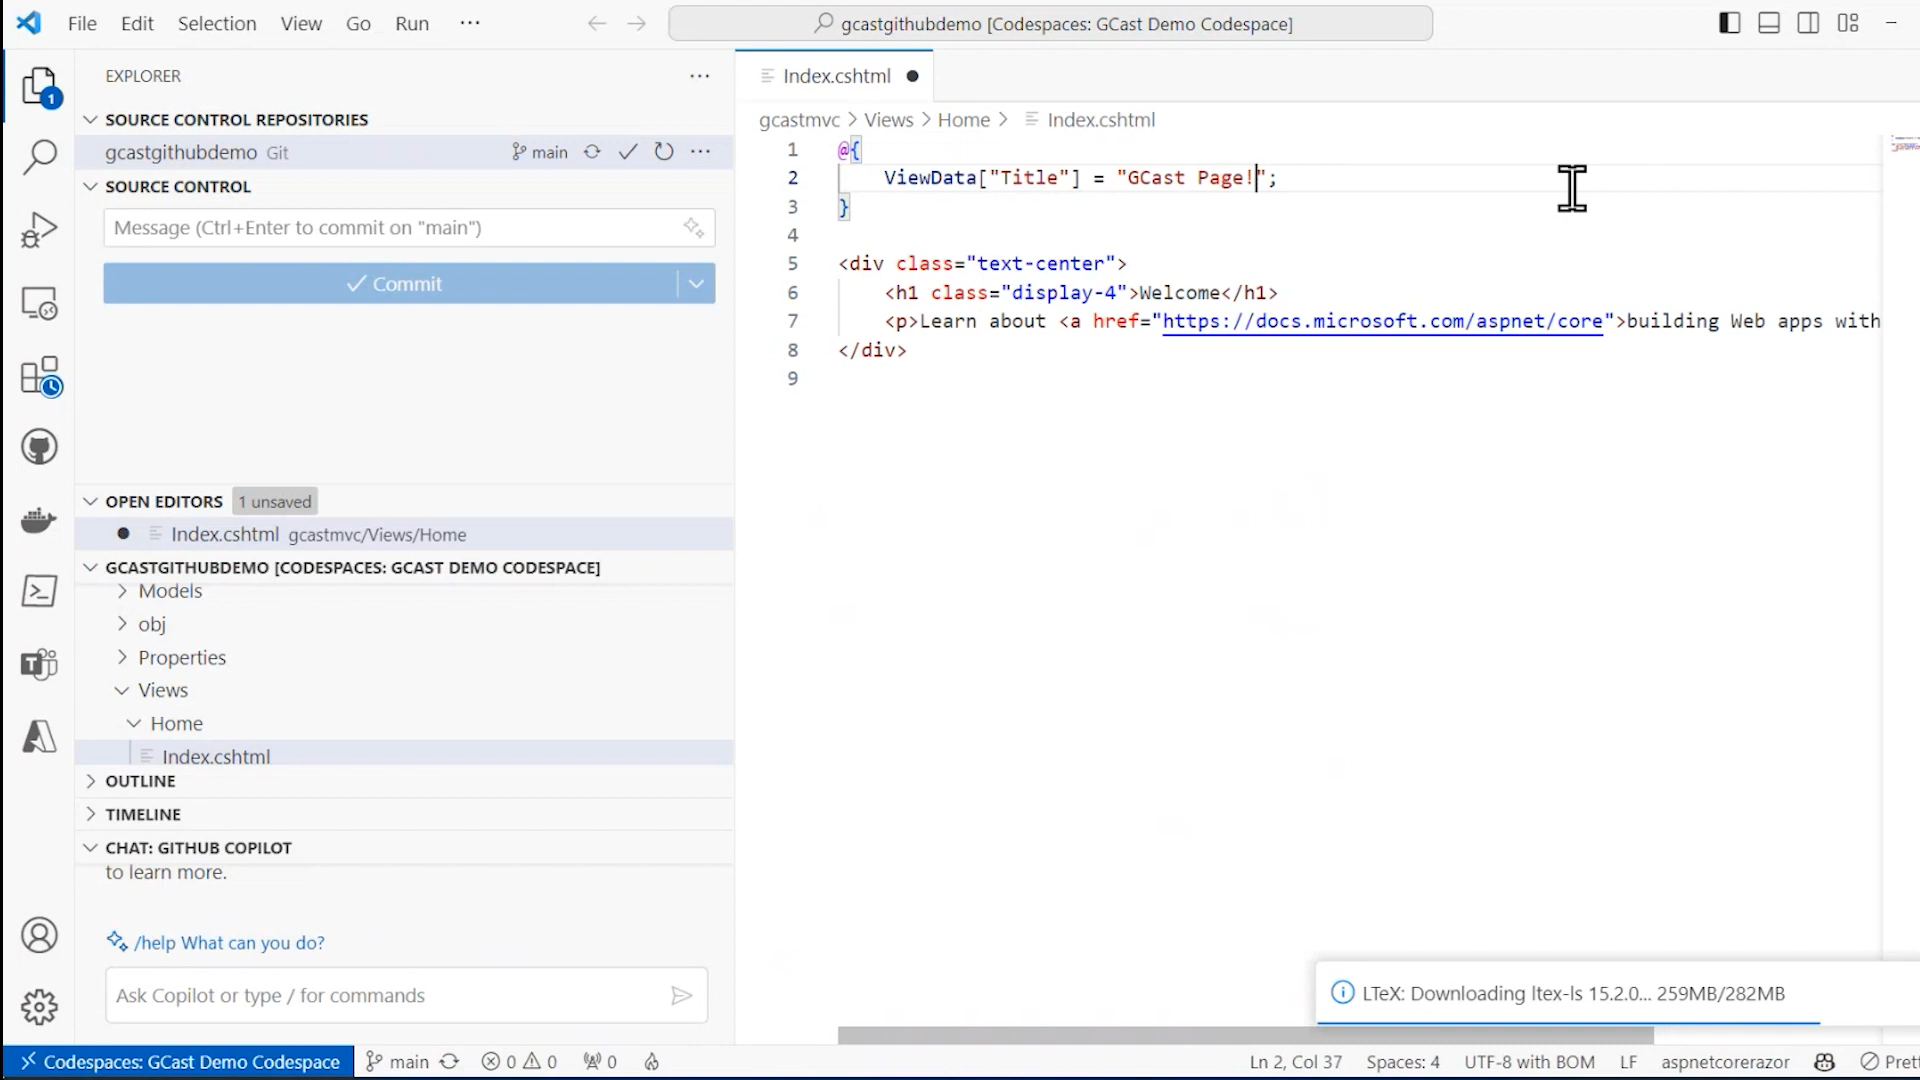 File Edit Selection View Go Run ···
gcastgithubdemo [Codespaces: GCast Demo Codespace]
EXPLORER
SOURCE CONTROL REPOSITORIES
gcastgithubdemo Git main
SOURCE CONTROL
Message (Ctrl+Enter to commit on "main")
Commit
OPEN EDITORS 1 unsaved
Index.cshtml gcastmvc/Views/Home
GCASTGITHUBDEMO [CODESPACES: GCAST DEMO CODESPACE]
Models
obj
Properties
Views
Home
Index.cshtml
OUTLINE
TIMELINE
CHAT: GITHUB COPILOT
to learn more.
/help What can you do?
Ask Copilot or type / for commands
1
Index.cshtml
gcastmvc > Views > Home > Index.cshtml
1 @{
2 ViewData["Title"] = "GCast Page!";
3 }
4
5 <div class="text-center">
6 <h1 class="display-4">Welcome</h1>
7 <p>Learn about <a href="https://docs.microsoft.com/aspnet/core">building Web apps with
8 </div>
9
LTeX: Downloading ltex-ls 15.2.0... 259MB/282MB
Codespaces: GCast Demo Codespace main 0 0 0 Ln 2, Col 37 Spaces: 4 UTF-8 with BOM LF aspnetcorerazor Prett